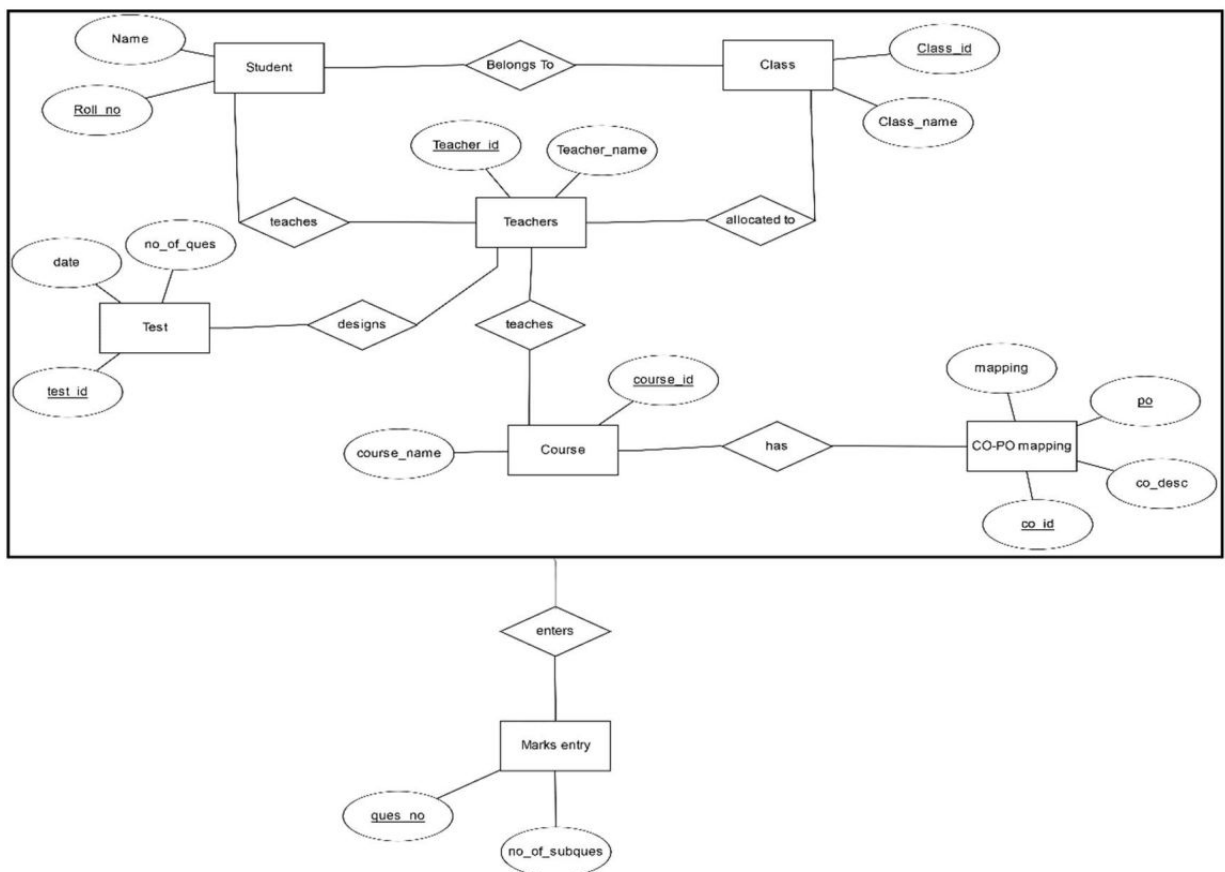 Name
Student
Belongs To
Class
Class_id
Roll_no
Class_name
Teacher_id
Teacher_name
teaches
Teachers
allocated to
no_of_ques
date
Test
designs
teaches
test_id
course_id
mapping
po
course_name
Course
has
CO-PO mapping
co_desc
co_id
enters
Marks entry
ques_no
no_of_subques